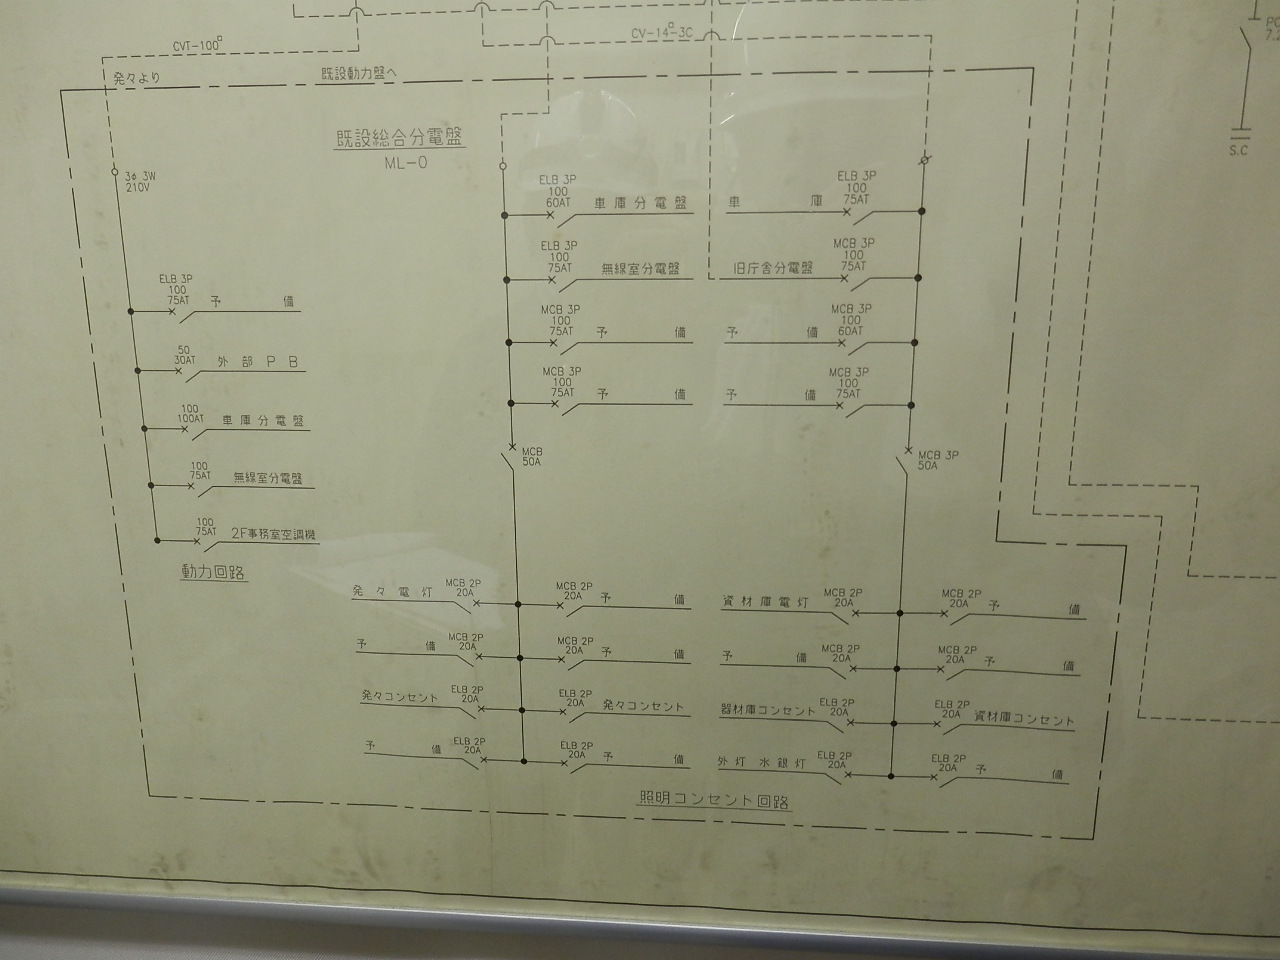 CVT-100□
CV-14□-3C
発々より
既設動力盤へ
既設総合分電盤
ML-0
7.2
S.C
3φ 3W
210V
ELB 3P
100
75AT
予備
50
30AT
外部PB
100
100AT
車庫分電盤
100
75AT
無線室分電盤
100
75AT
2F事務室空調機
動力回路
ELB 3P
100
60AT
車庫分電盤
ELB 3P
100
75AT
無線室分電盤
MCB 3P
100
75AT
予備
MCB 3P
100
75AT
予備
MCB
50A
車庫
ELB 3P
100
75AT
旧庁舎分電盤
MCB 3P
100
75AT
予備
MCB 3P
100
60AT
予備
MCB 3P
100
75AT
MCB 3P
50A
発々電灯
MCB 2P
20A
MCB 2P
20A
予備
予備
MCB 2P
20A
MCB 2P
20A
予備
発々コンセント
ELB 2P
20A
ELB 2P
20A
発々コンセント
予備
ELB 2P
20A
ELB 2P
20A
予備
資材庫電灯
MCB 2P
20A
MCB 2P
20A
予備
予備
MCB 2P
20A
MCB 2P
20A
予備
器材庫コンセント
ELB 2P
20A
ELB 2P
20A
資材庫コンセント
外灯 水銀灯
ELB 2P
20A
ELB 2P
20A
予備
照明コンセント回路